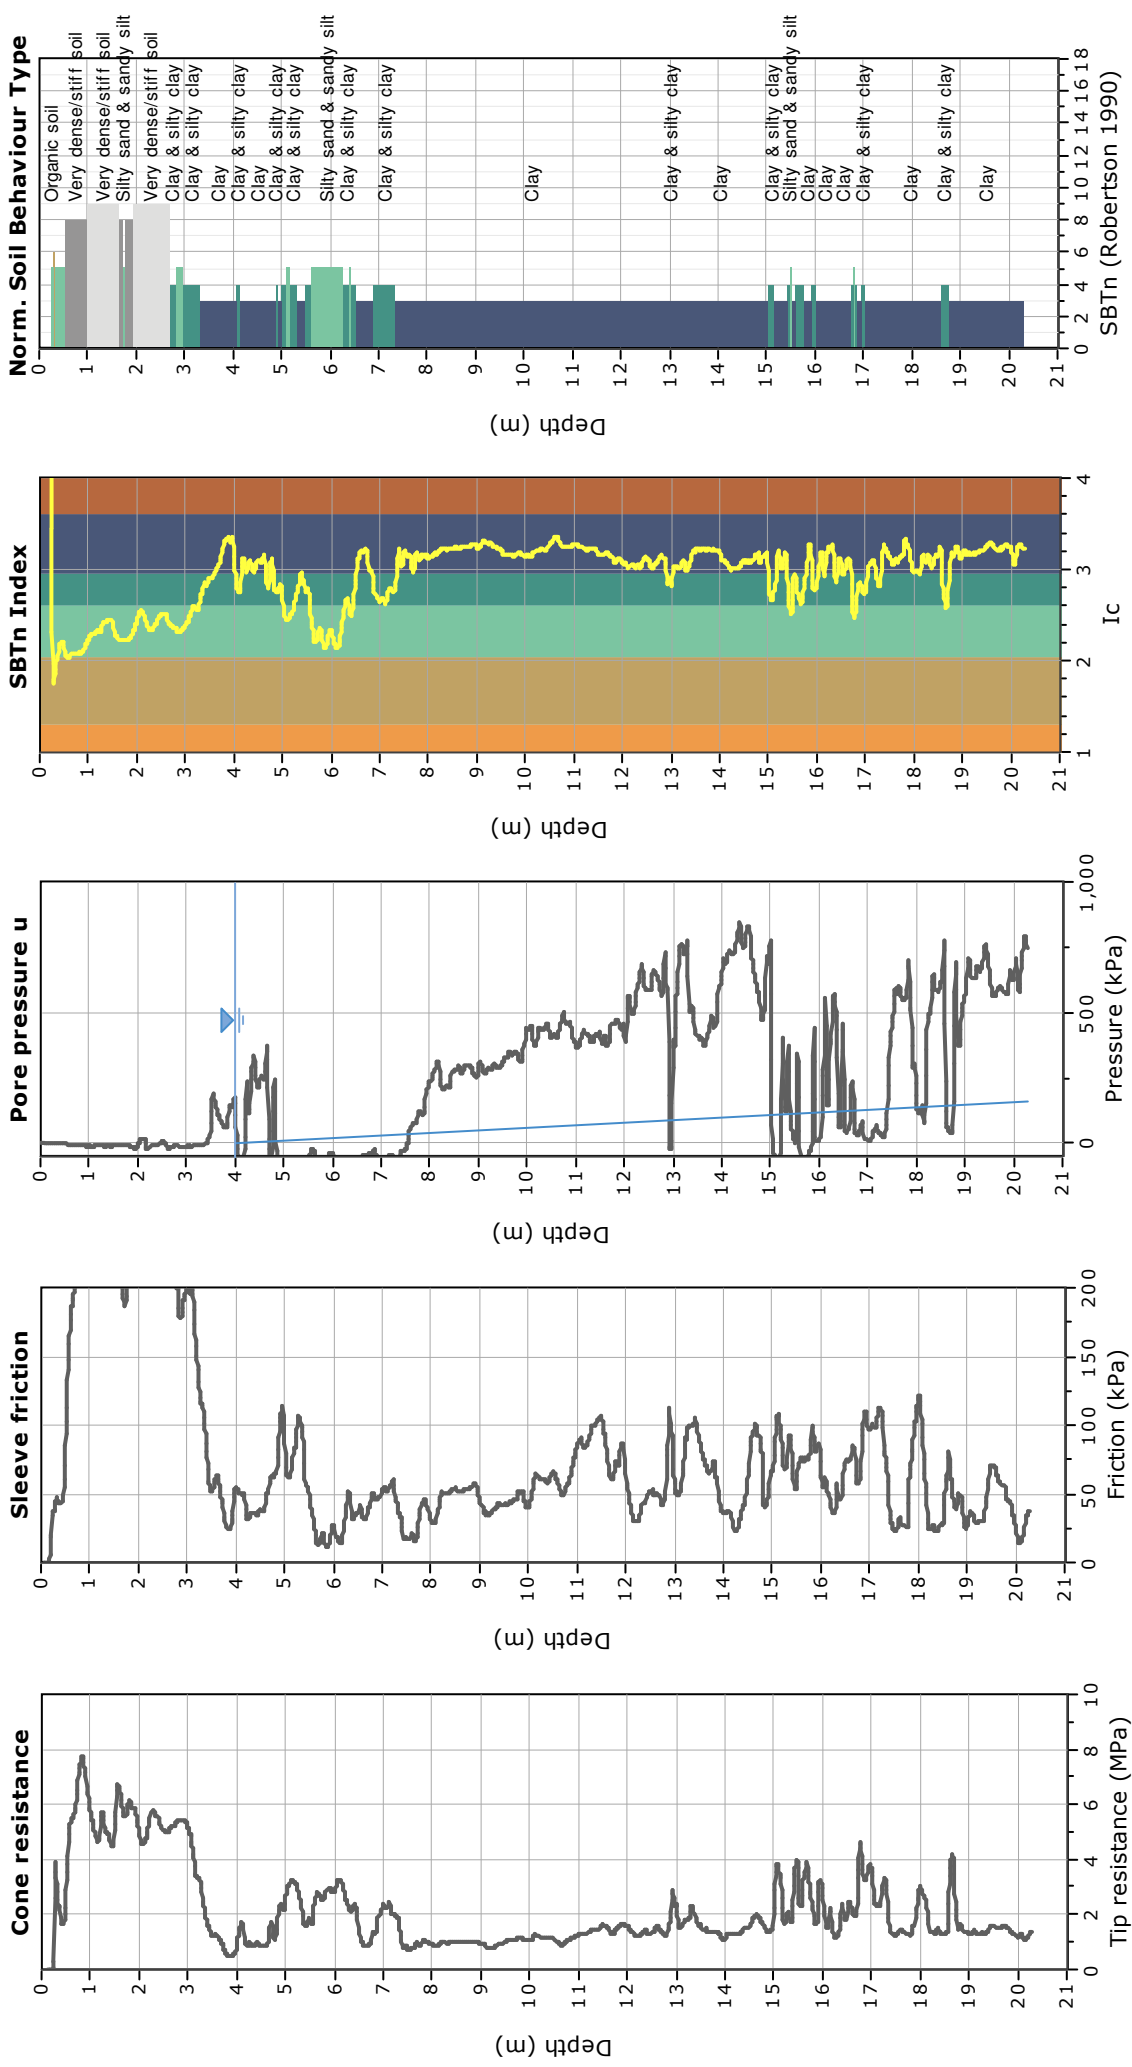 Cone resistance
Depth (m)
0
1
2
3
4
5
6
7
8
9
10
11
12
13
14
15
16
17
18
19
20
21
0 2 4 6 8 10
Tip resistance (MPa)
Sleeve friction
Depth (m)
0
1
2
3
4
5
6
7
8
9
10
11
12
13
14
15
16
17
18
19
20
21
0 50 100 150 200
Friction (kPa)
Pore pressure u
Depth (m)
0
1
2
3
4
5
6
7
8
9
10
11
12
13
14
15
16
17
18
19
20
21
0 500 1,000
Pressure (kPa)
SBTn Index
Depth (m)
0
1
2
3
4
5
6
7
8
9
10
11
12
13
14
15
16
17
18
19
20
21
1 2 3 4
Ic
Norm. Soil Behaviour Type
Depth (m)
0
1
2
3
4
5
6
7
8
9
10
11
12
13
14
15
16
17
18
19
20
21
Organic soil
Very dense/stiff soil
Very dense/stiff soil
Silty sand & sandy silt
Very dense/stiff soil
Clay & silty clay
Clay & silty clay
Clay
Clay & silty clay
Clay
Clay & silty clay
Clay & silty clay
Silty sand & sandy silt
Clay & silty clay
Clay & silty clay
Clay
Clay & silty clay
Clay
Clay & silty clay
Silty sand & sandy silt
Clay
Clay
Clay
Clay & silty clay
Clay
Clay & silty clay
Clay
0 2 4 6 8 10 12 14 16 18
SBTn (Robertson 1990)